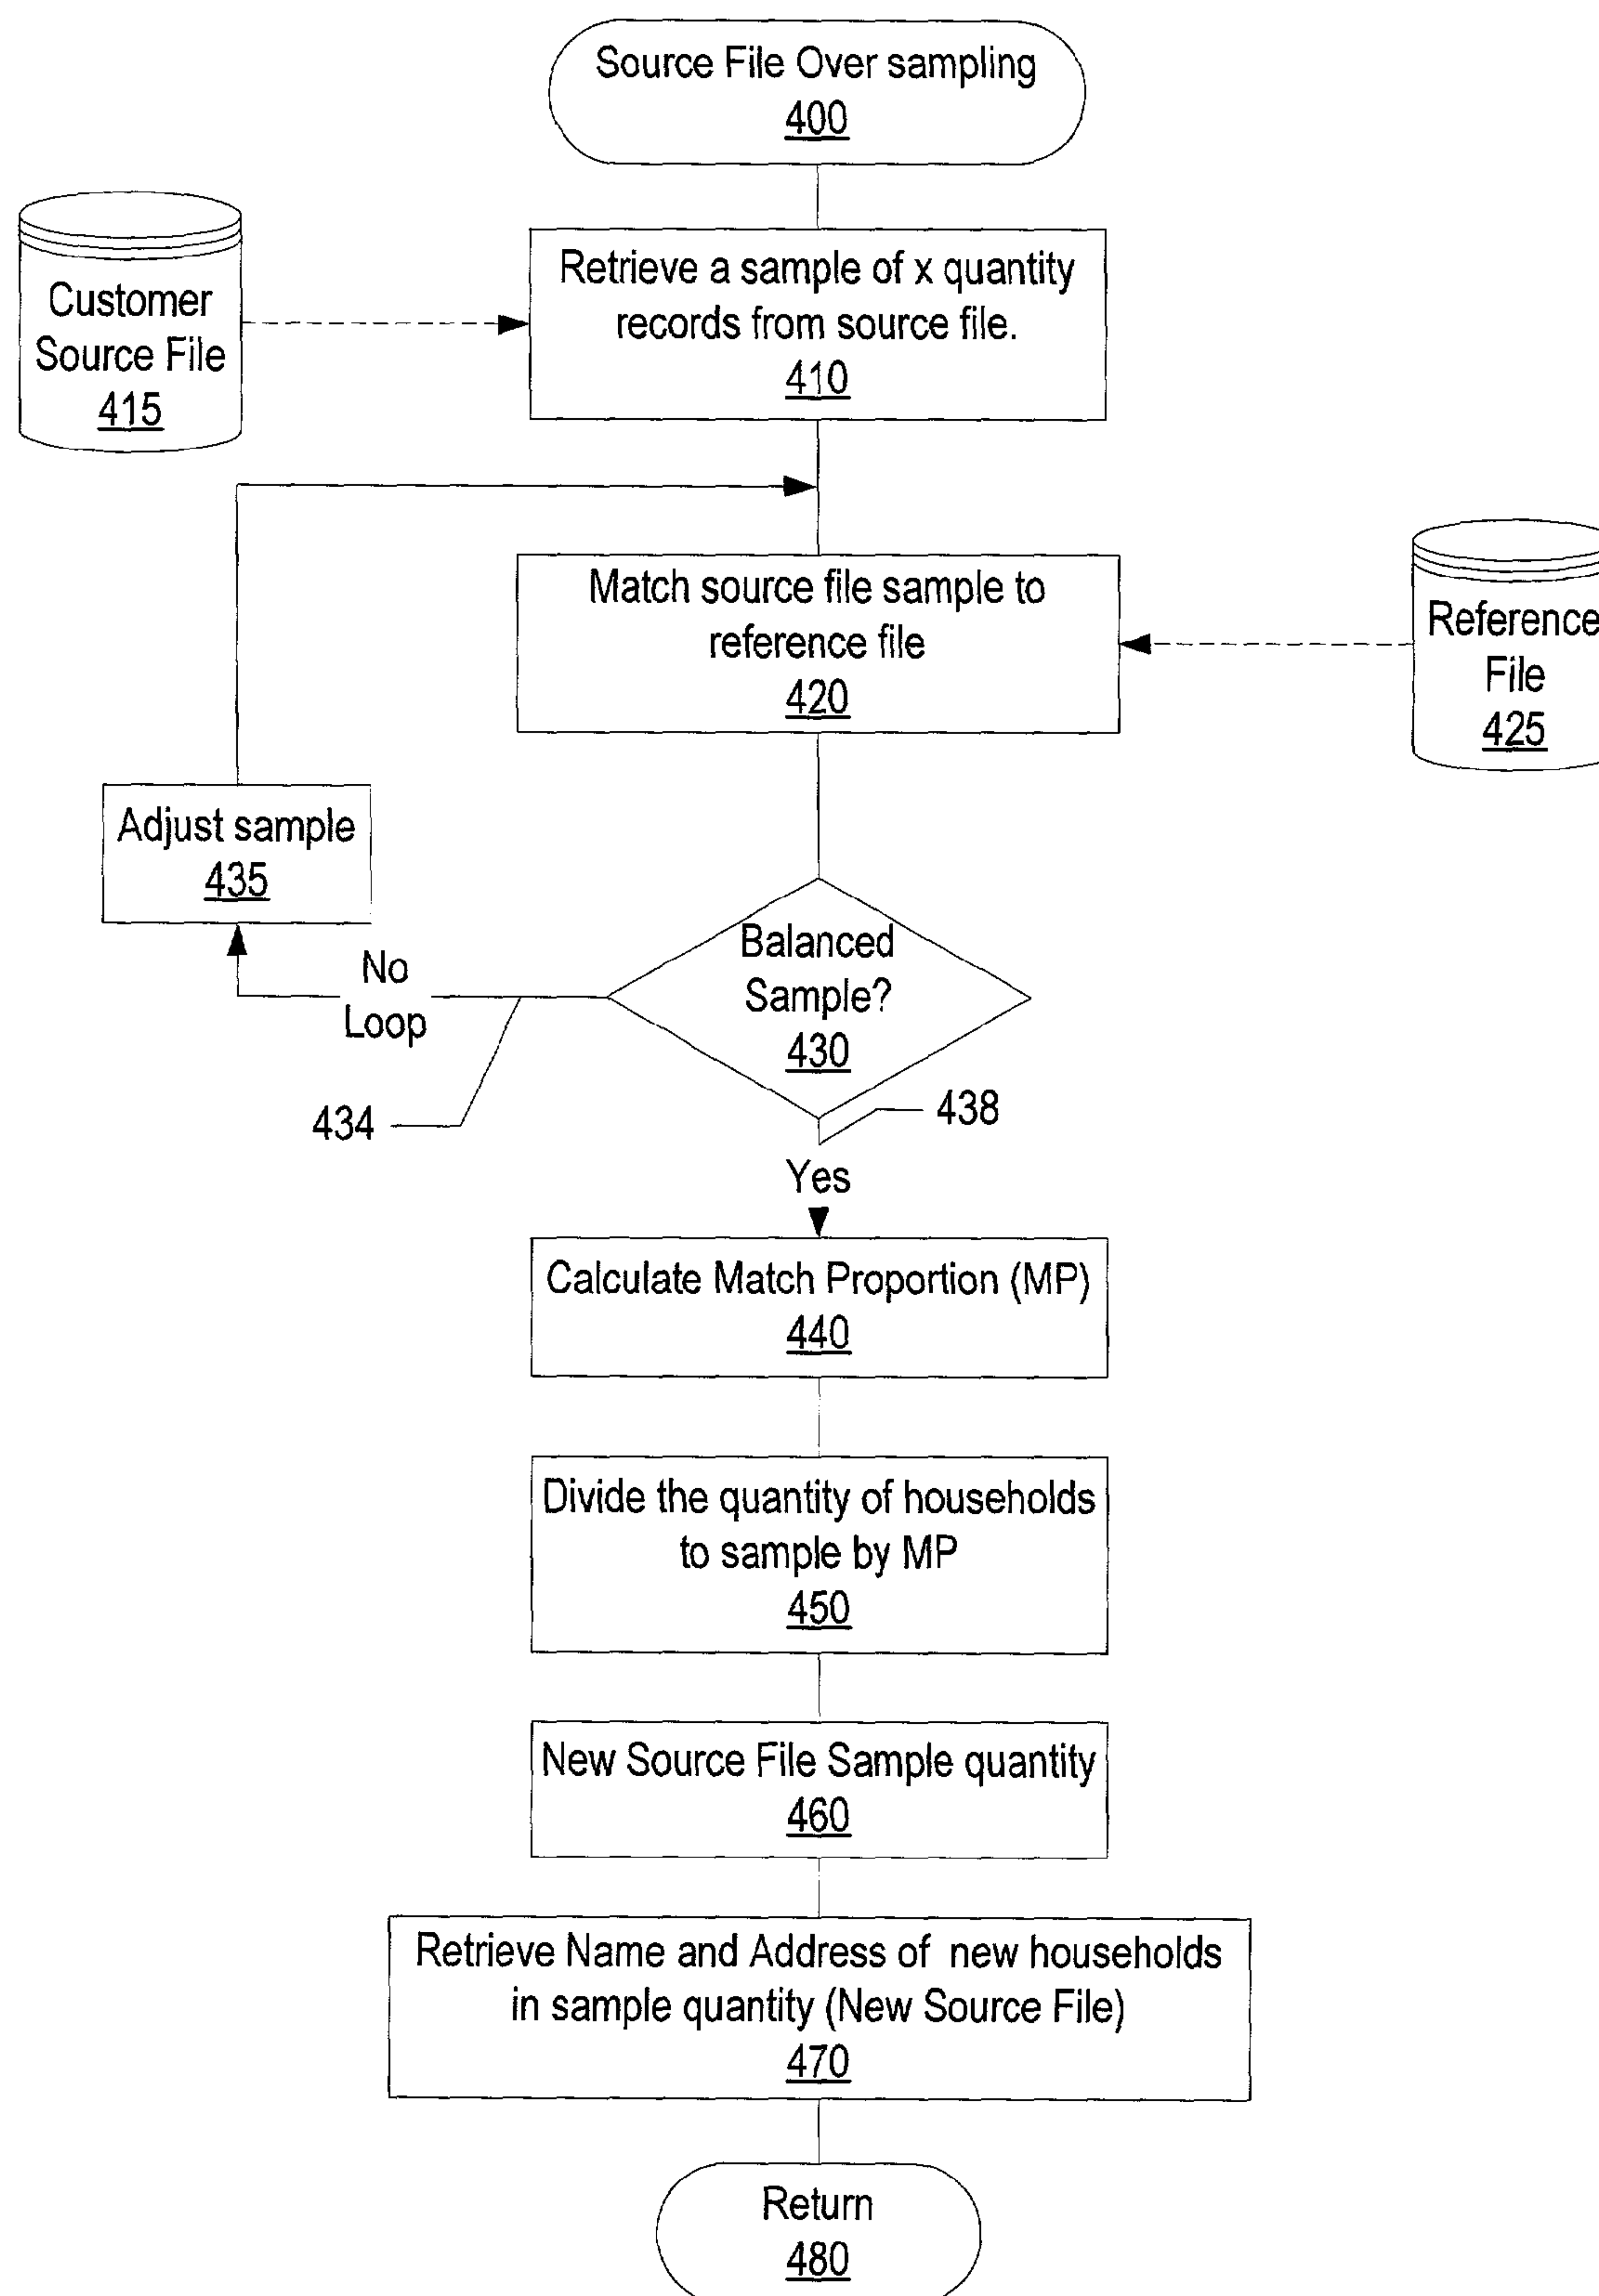 Source File Over sampling
400
Customer
Source File
415
Retrieve a sample of x quantity
records from source file.
410
Match source file sample to
reference file
420
Reference
File
425
Adjust sample
435
Balanced
Sample?
430
No
Loop
434
438
Yes
Calculate Match Proportion (MP)
440
Divide the quantity of households
to sample by MP
450
New Source File Sample quantity
460
Retrieve Name and Address of new households
in sample quantity (New Source File)
470
Return
480